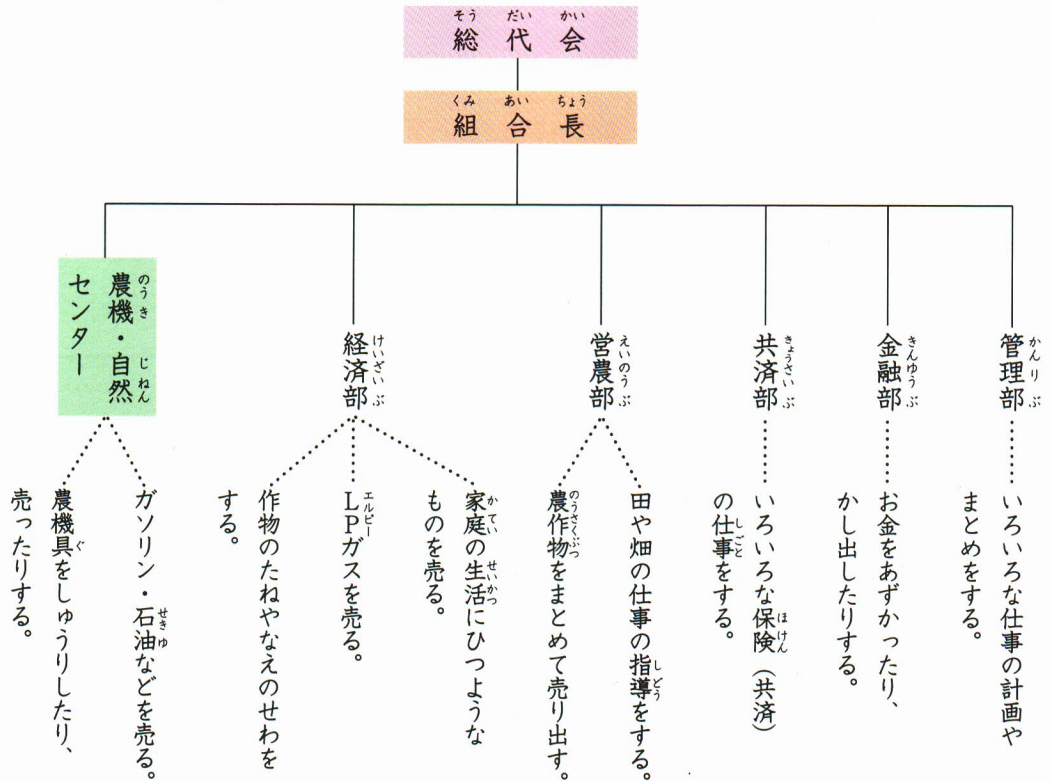 総代会
組合長
管理部
いろいろな仕事の計画や
まとめをする。
金融部
お金をあずかったり、
かし出したりする。
共済部
いろいろな保険（共済）
の仕事をする。
営農部
田や畑の仕事の指導をする。
農作物をまとめて売り出す。
経済部
家庭の生活にひつような
ものを売る。
LPガスを売る。
作物のたねやなえのせわを
する。
農機・自然
センター
ガソリン・石油などを売る。
農機具をしゅうりしたり、
売ったりする。